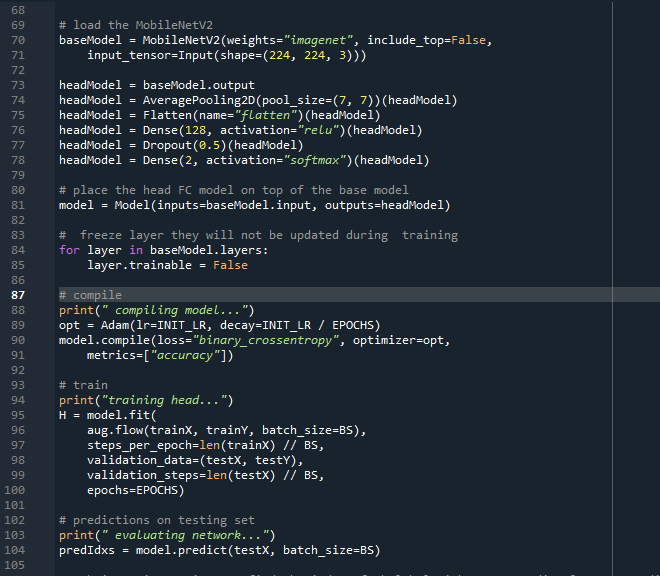 68
69 # load the MobileNetV2
70 baseModel = MobileNetV2(weights="imagenet", include_top=False,
71     input_tensor=Input(shape=(224, 224, 3)))
72
73 headModel = baseModel.output
74 headModel = AveragePooling2D(pool_size=(7, 7))(headModel)
75 headModel = Flatten(name="flatten")(headModel)
76 headModel = Dense(128, activation="relu")(headModel)
77 headModel = Dropout(0.5)(headModel)
78 headModel = Dense(2, activation="softmax")(headModel)
79
80 # place the head FC model on top of the base model
81 model = Model(inputs=baseModel.input, outputs=headModel)
82
83 #  freeze layer they will not be updated during  training
84 for layer in baseModel.layers:
85     layer.trainable = False
86
87 # compile
88 print(" compiling model...")
89 opt = Adam(lr=INIT_LR, decay=INIT_LR / EPOCHS)
90 model.compile(loss="binary_crossentropy", optimizer=opt,
91     metrics=["accuracy"])
92
93 # train
94 print("training head...")
95 H = model.fit(
96     aug.flow(trainX, trainY, batch_size=BS),
97     steps_per_epoch=len(trainX) // BS,
98     validation_data=(testX, testY),
99     validation_steps=len(testX) // BS,
100     epochs=EPOCHS)
101
102 # predictions on testing set
103 print(" evaluating network...")
104 predIdxs = model.predict(testX, batch_size=BS)
105